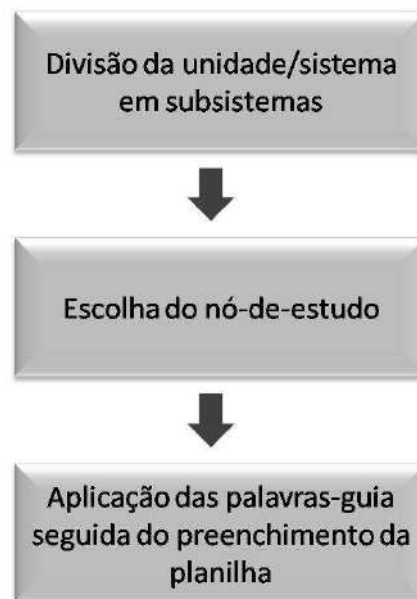 Divisão da unidade/sistema
em subsistemas
Escolha do nó-de-estudo
Aplicação das palavras-guia
seguida do preenchimento da
planilha